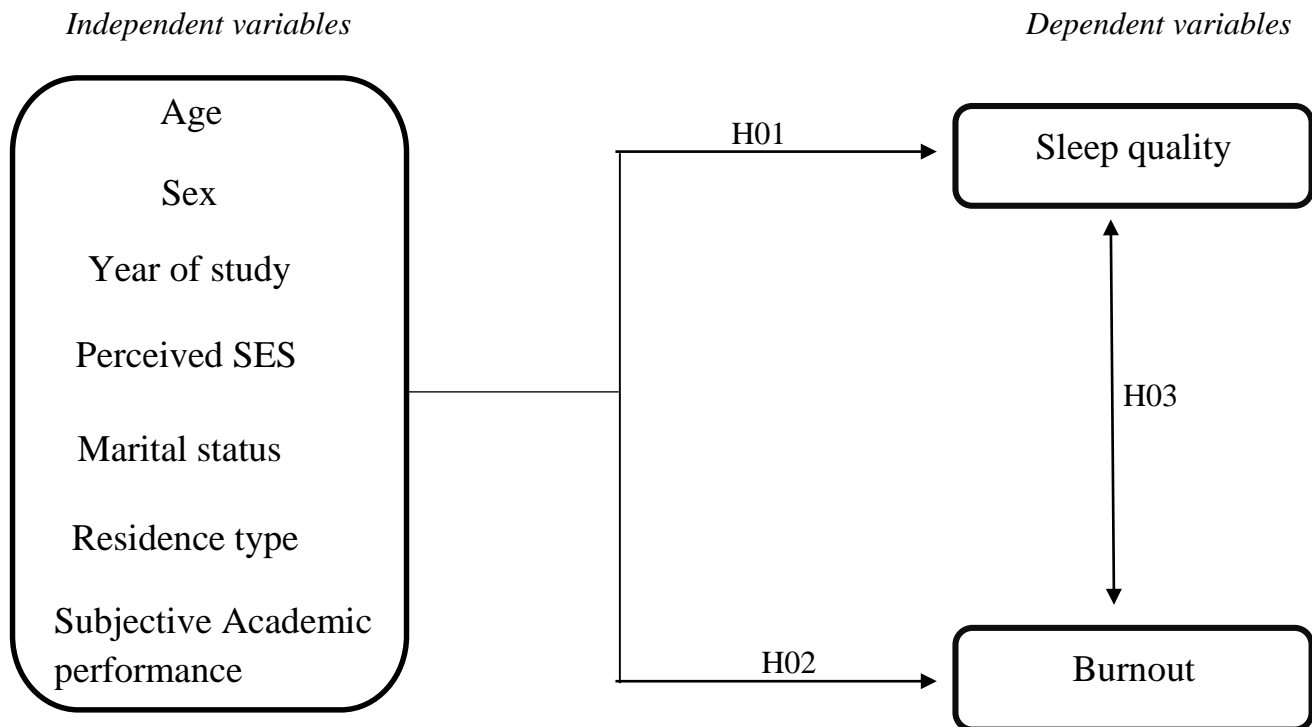 Independent variables
Dependent variables
Age
Sex
Year of study
Perceived SES
Marital status
Residence type
Subjective Academic
performance
H01
Sleep quality
H03
H02
Burnout